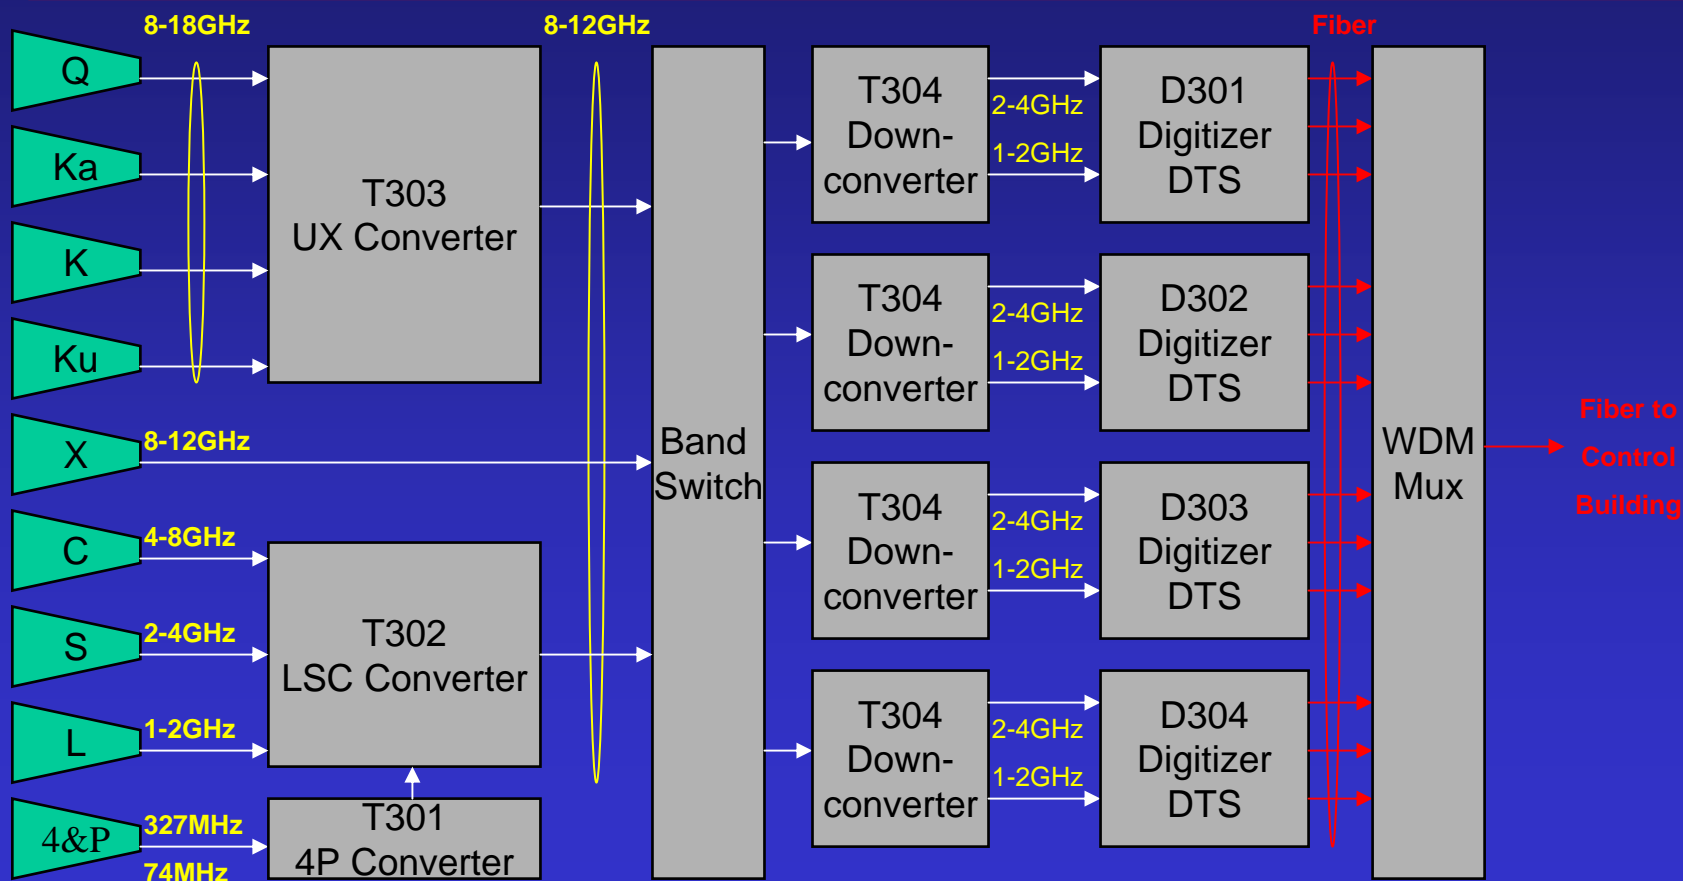 8-18GHz
8-12GHz
Fiber
Q
Ka
K
Ku
X
C
S
L
4&P
8-12GHz
4-8GHz
2-4GHz
1-2GHz
327MHz
74MHz
T303
UX Converter
T302
LSC Converter
T301
4P Converter
Band
Switch
T304
Down-
converter
2-4GHz
1-2GHz
D301
Digitizer
DTS
T304
Down-
converter
2-4GHz
1-2GHz
D302
Digitizer
DTS
T304
Down-
converter
2-4GHz
1-2GHz
D303
Digitizer
DTS
T304
Down-
converter
2-4GHz
1-2GHz
D304
Digitizer
DTS
WDM
Mux
Fiber to
Control
Building